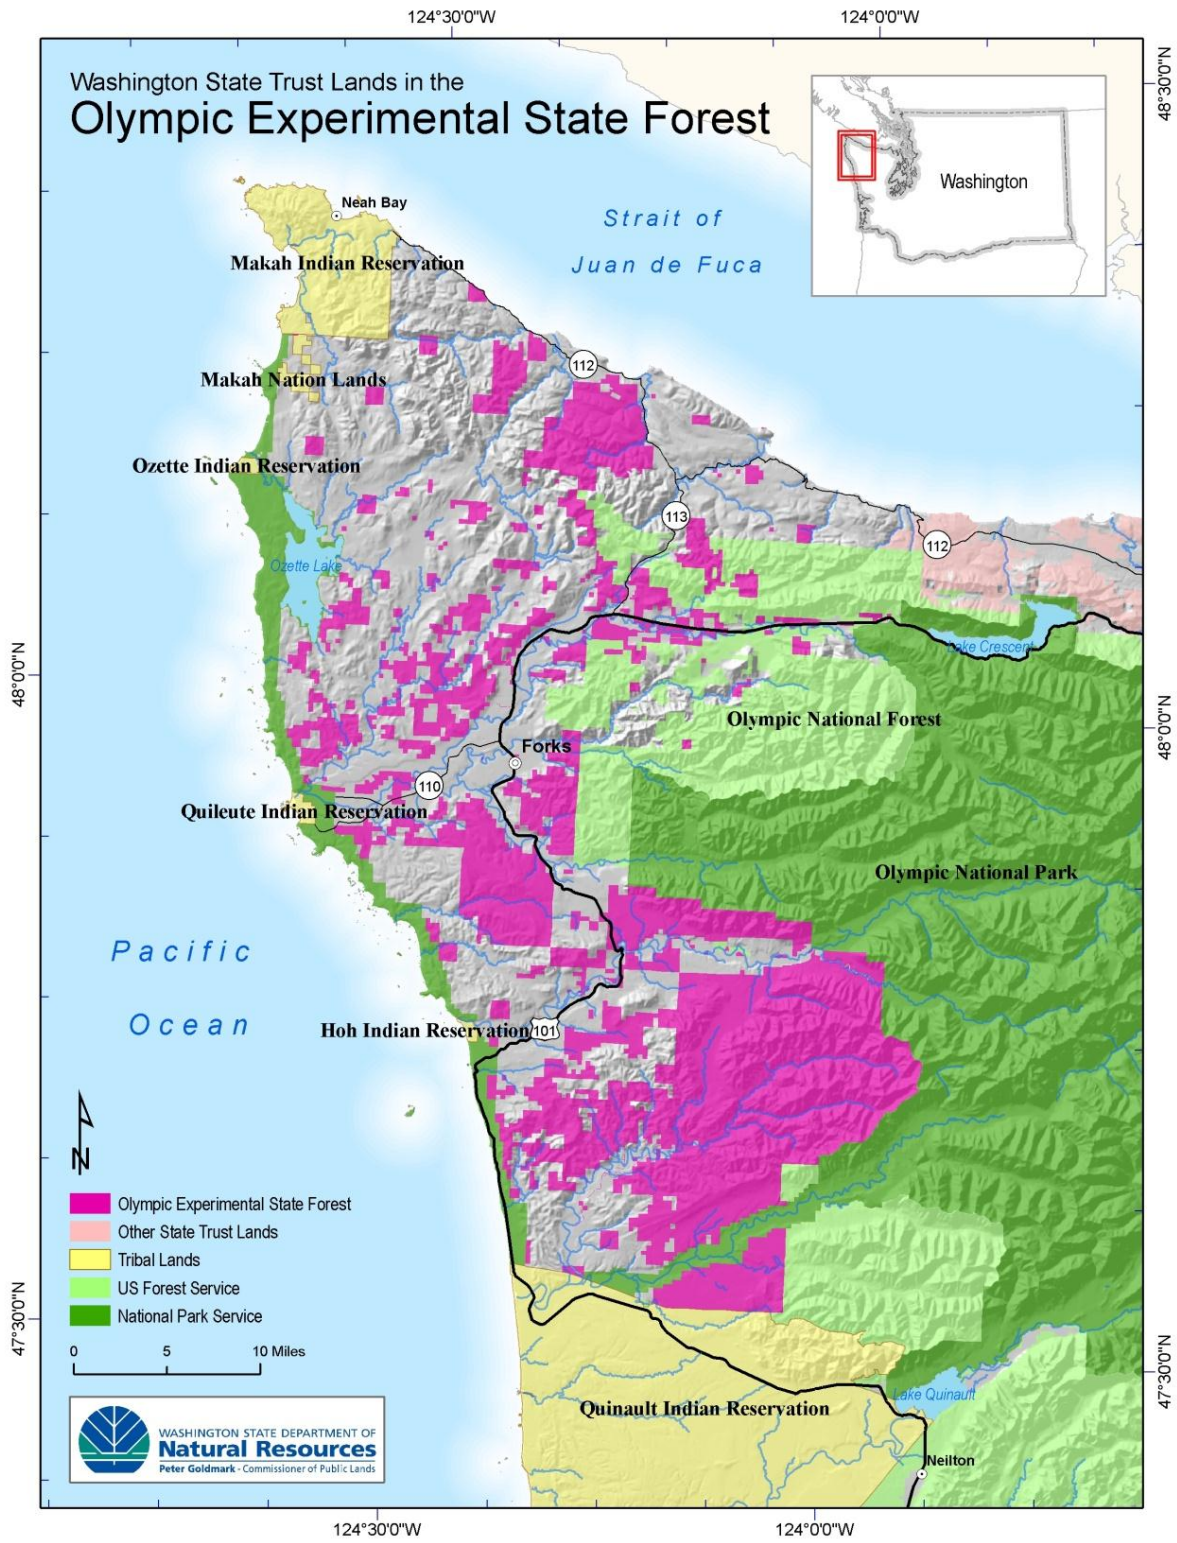 124°30'0"W
124°0'0"W
48°30'0"N
48°30'0"N
Washington State Trust Lands in the
Olympic Experimental State Forest
Washington
Neah Bay
Strait of
Juan de Fuca
Makah Indian Reservation
112
Makah Nation Lands
Ozette Indian Reservation
113
112
Ozette Lake
Lake Crescent
48°0'0"N
Olympic National Forest
48°0'0"N
Forks
110
Quileute Indian Reservation
Olympic National Park
Pacific
Ocean
Hoh Indian Reservation
101
N
Olympic Experimental State Forest
Other State Trust Lands
Tribal Lands
US Forest Service
National Park Service
47°30'0"N
0 5 10 Miles
47°30'0"N
Lake Quinault
Quinault Indian Reservation
WASHINGTON STATE DEPARTMENT OF
Natural Resources
Peter Goldmark - Commissioner of Public Lands
Neilton
124°30'0"W
124°0'0"W